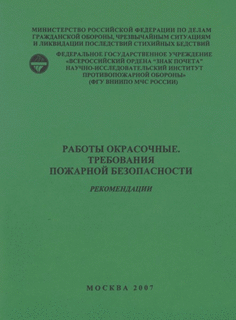 МИНИСТЕРСТВО РОССИЙСКОЙ ФЕДЕРАЦИИ ПО ДЕЛАМ
ГРАЖДАНСКОЙ ОБОРОНЫ, ЧРЕЗВЫЧАЙНЫМ СИТУАЦИЯМ
И ЛИКВИДАЦИИ ПОСЛЕДСТВИЙ СТИХИЙНЫХ БЕДСТВИЙ
ФЕДЕРАЛЬНОЕ ГОСУДАРСТВЕННОЕ УЧРЕЖДЕНИЕ
«ВСЕРОССИЙСКИЙ ОРДЕНА "ЗНАК ПОЧЕТА"
НАУЧНО-ИССЛЕДОВАТЕЛЬСКИЙ ИНСТИТУТ
ПРОТИВОПОЖАРНОЙ ОБОРОНЫ»
(ФГУ ВНИИПО МЧС РОССИИ)
РАБОТЫ ОКРАСОЧНЫЕ.
ТРЕБОВАНИЯ
ПОЖАРНОЙ БЕЗОПАСНОСТИ
РЕКОМЕНДАЦИИ
МОСКВА 2007